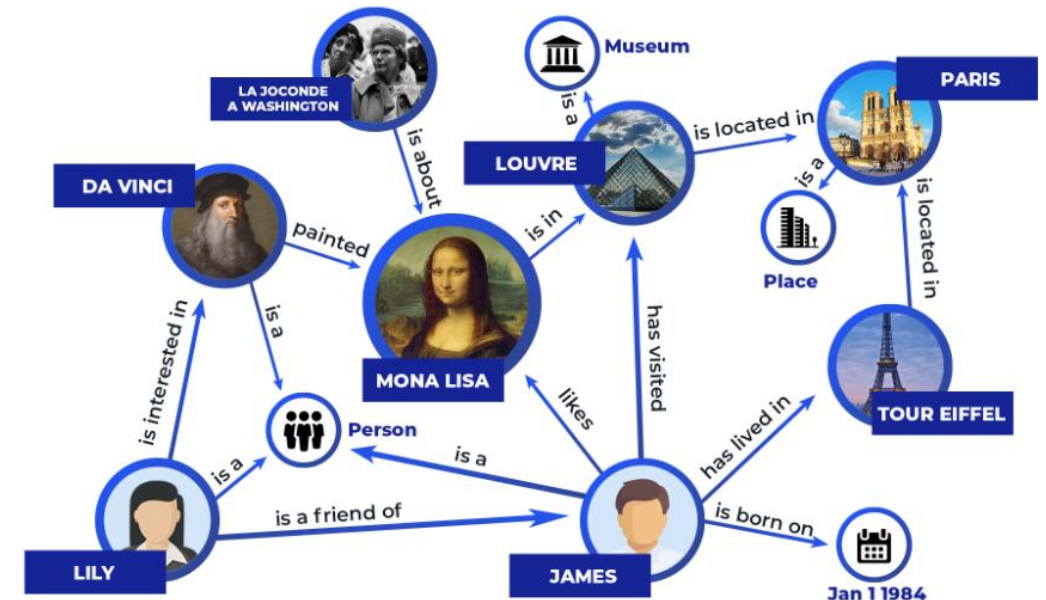 LA JOCONDE
A WASHINGTON
Museum
PARIS
is a
is located in
LOUVRE
is about
is a
DA VINCI
painted
is in
is located in
Place
is a
is interested in
has visited
MONA LISA
likes
TOUR EIFFEL
Person
has lived in
is a
is a
is a friend of
is born on
LILY
JAMES
Jan 1 1984